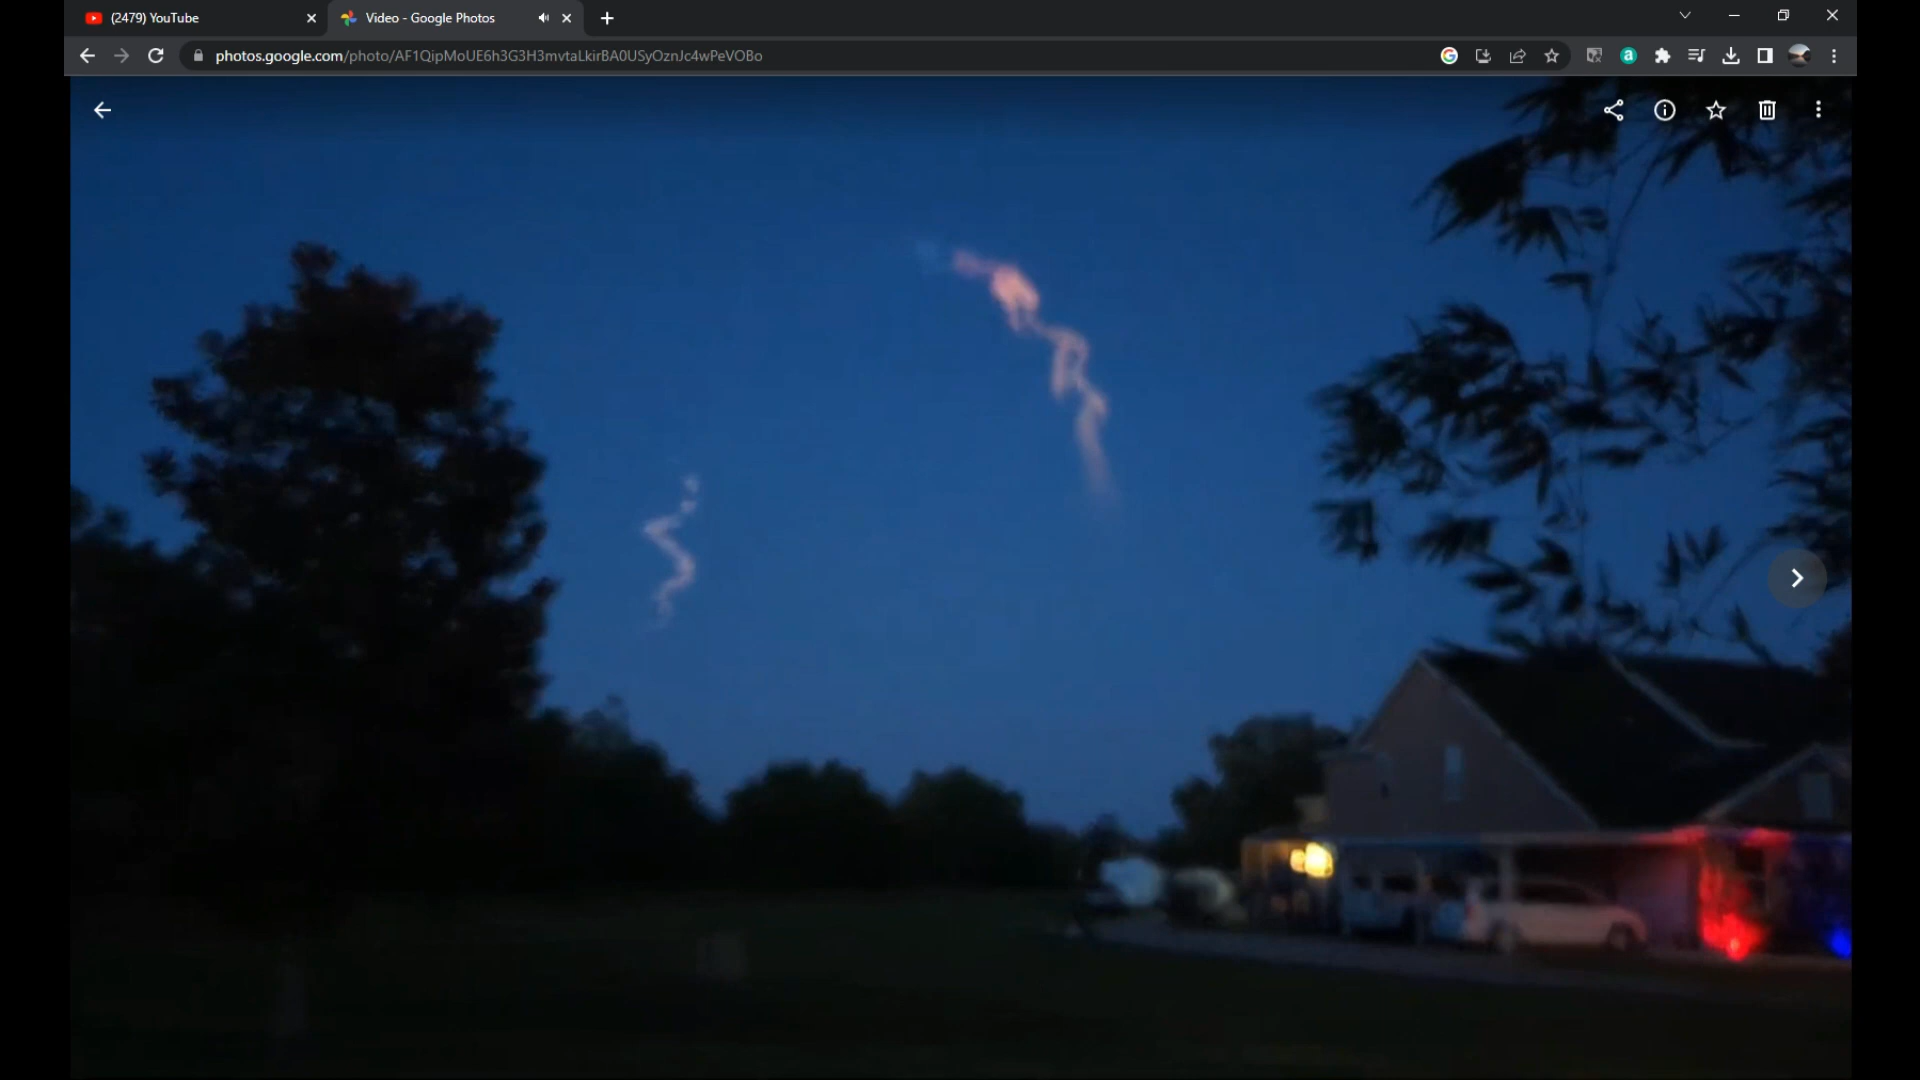 (2479) YouTube
Video - Google Photos
photos.google.com/photo/AF1QipMoUE6h3G3H3mvtaLkirBA0USyOznJc4wPeVOBo